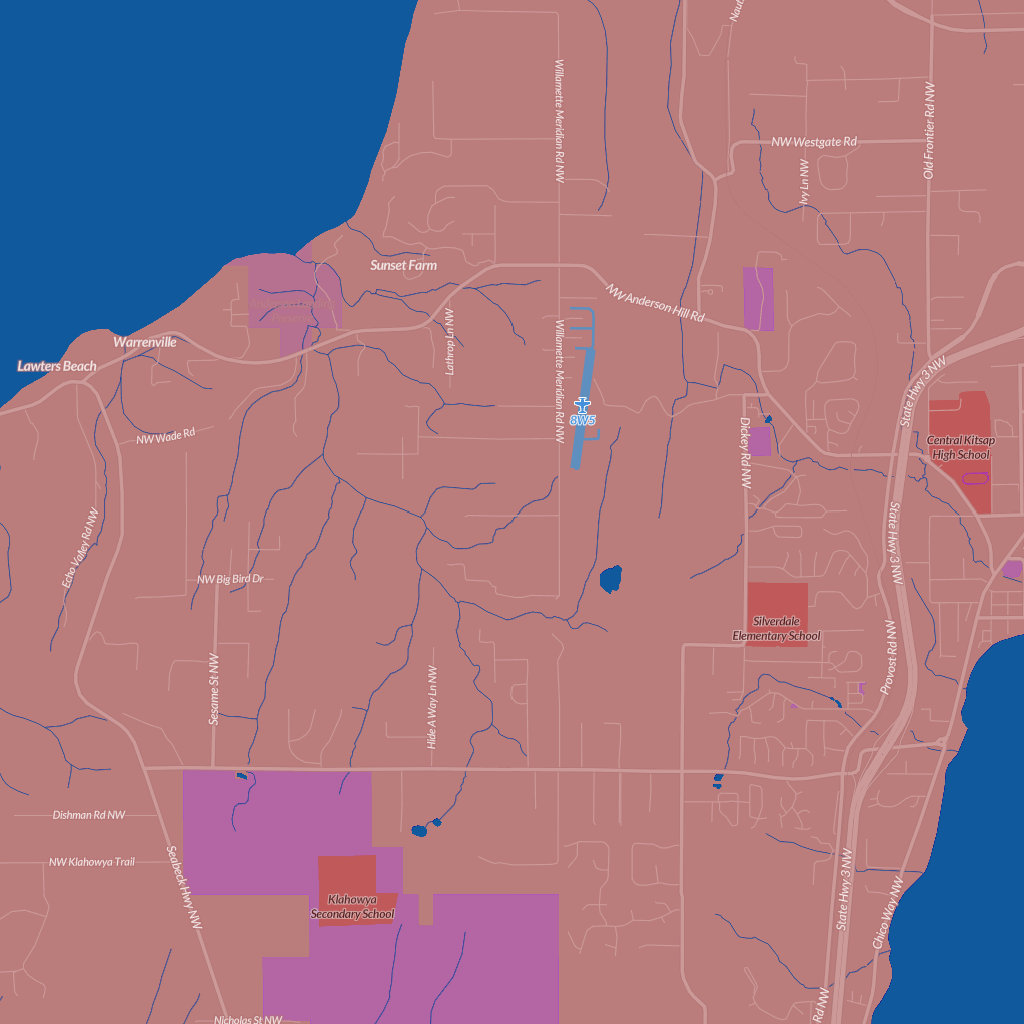 Naut
Willamette Meridian Rd NW
Old Frontier Rd NW
NW Westgate Rd
Ivy Ln NW
Sunset Farm
NW Anderson Hill Rd
Warrenville
Lathrop Ln NW
Willamette Meridian Rd NW
Lawters Beach
State Hwy 3 NW
8W5
NW Wade Rd
Dickey Rd NW
Central Kitsap
High School
Echo Valley Rd NW
State Hwy 3 NW
NW Big Bird Dr
Silverdale
Elementary School
Provost Rd NW
Sesame St NW
Hide A Way Ln NW
Dishman Rd NW
NW Klahowya Trail
Seabeck Hwy NW
State Hwy 3 NW
Klahowya
Secondary School
Chico Way NW
Rd NW
Nicholas St NW